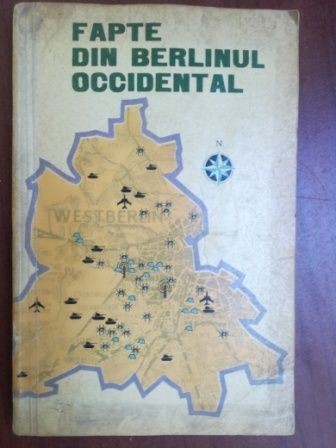 FAPTE
DIN BERLINUL
OCCIDENTAL
N
WESTBERLIN